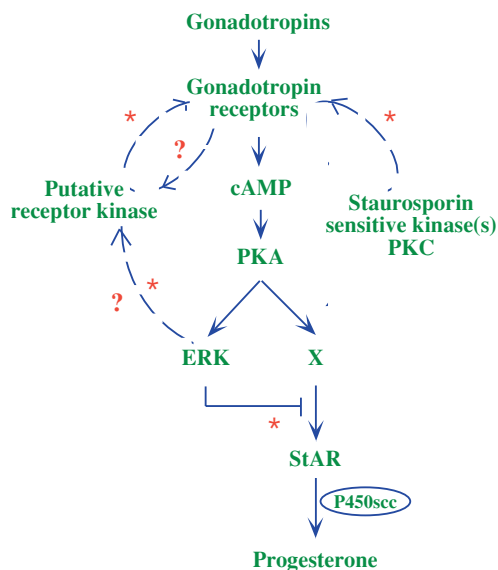 Gonadotropins
Gonadotropin
receptors
*
*
?
cAMP
Putative
receptor kinase
Staurosporin
sensitive kinase(s)
PKC
PKA
*
?
ERK
X
*
StAR
P450scc
Progesterone